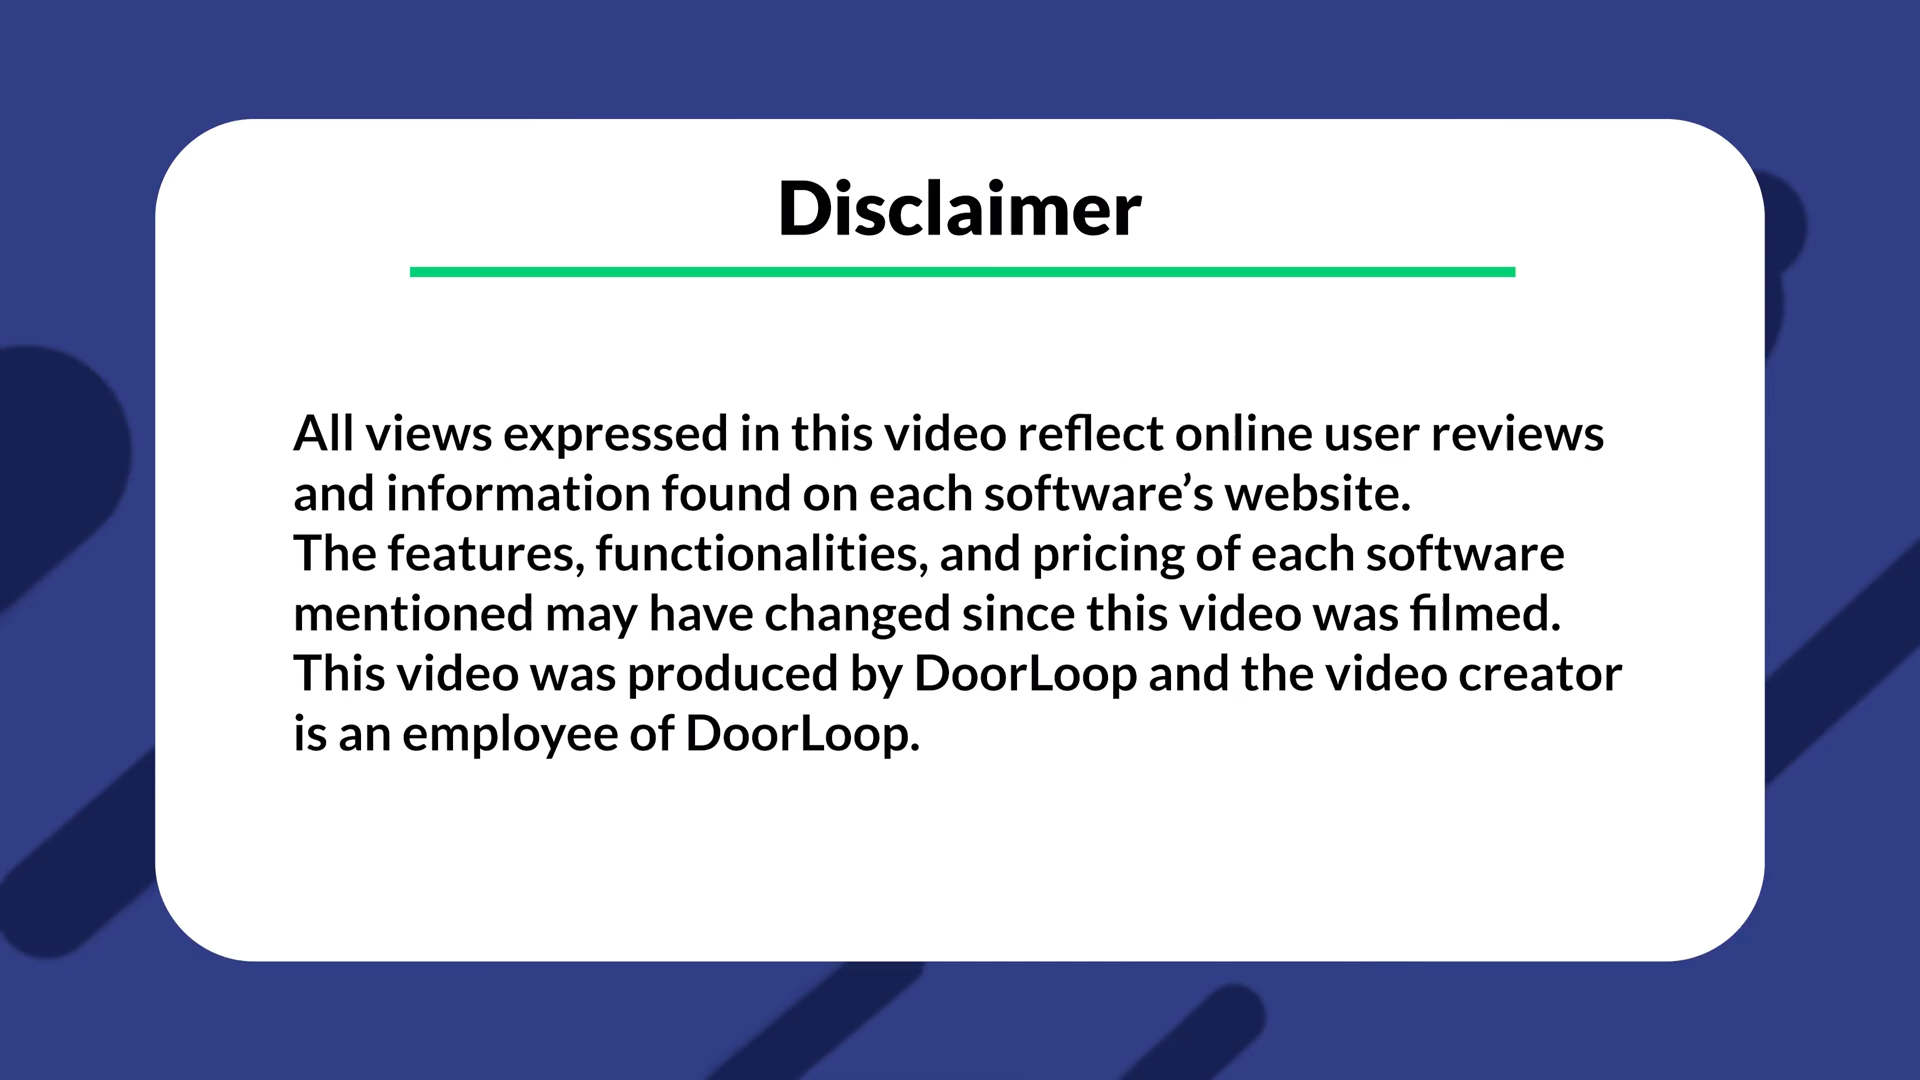 Disclaimer
All views expressed in this video reflect online user reviews
and information found on each software’s website.
The features, functionalities, and pricing of each software
mentioned may have changed since this video was filmed.
This video was produced by DoorLoop and the video creator
is an employee of DoorLoop.